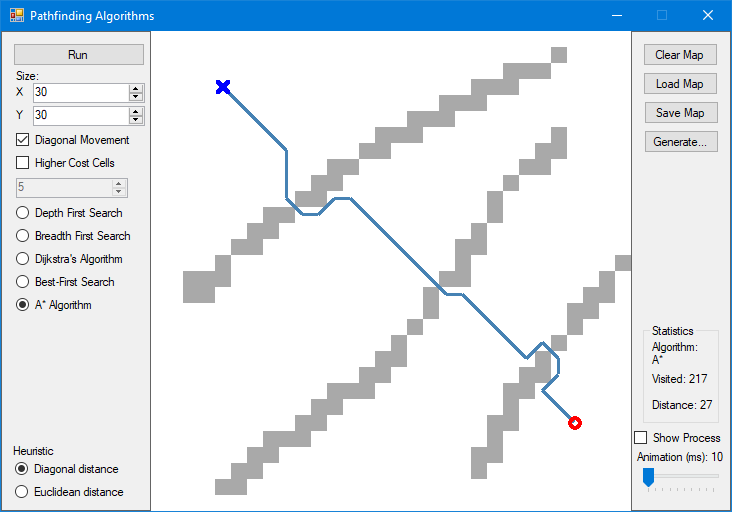 Pathfinding Algorithms
Run
Size:
X 30
Y 30
Diagonal Movement
Higher Cost Cells
5
Depth First Search
Breadth First Search
Dijkstra's Algorithm
Best-First Search
A* Algorithm
Heuristic
Diagonal distance
Euclidean distance
Clear Map
Load Map
Save Map
Generate...
Statistics
Algorithm:
A*
Visited: 217
Distance: 27
Show Process
Animation (ms): 10